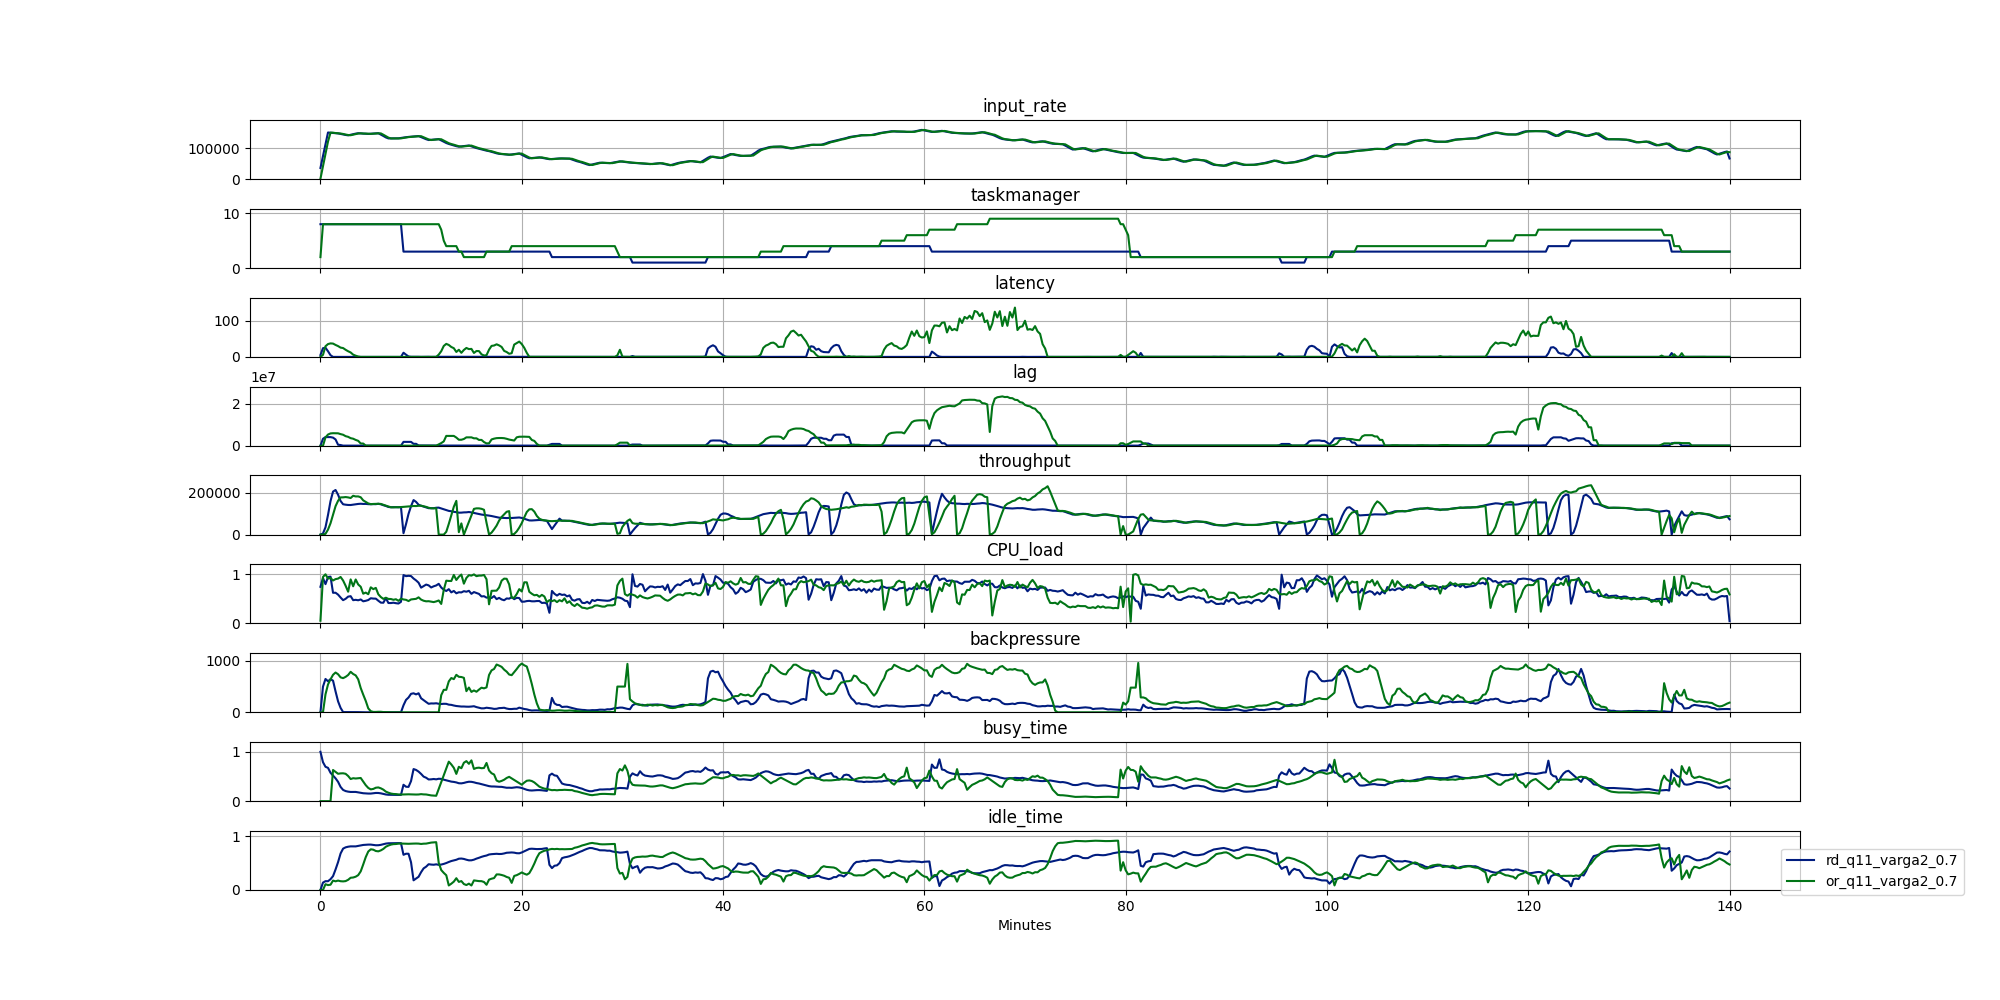 input_rate
100000
0
taskmanager
10
0
latency
100
0
1e7
lag
2
0
throughput
200000
0
CPU_load
1
0
backpressure
1000
0
busy_time
1
0
idle_time
1
0
0 20 40 60 80 100 120 140
Minutes
rd_q11_varga2_0.7
or_q11_varga2_0.7